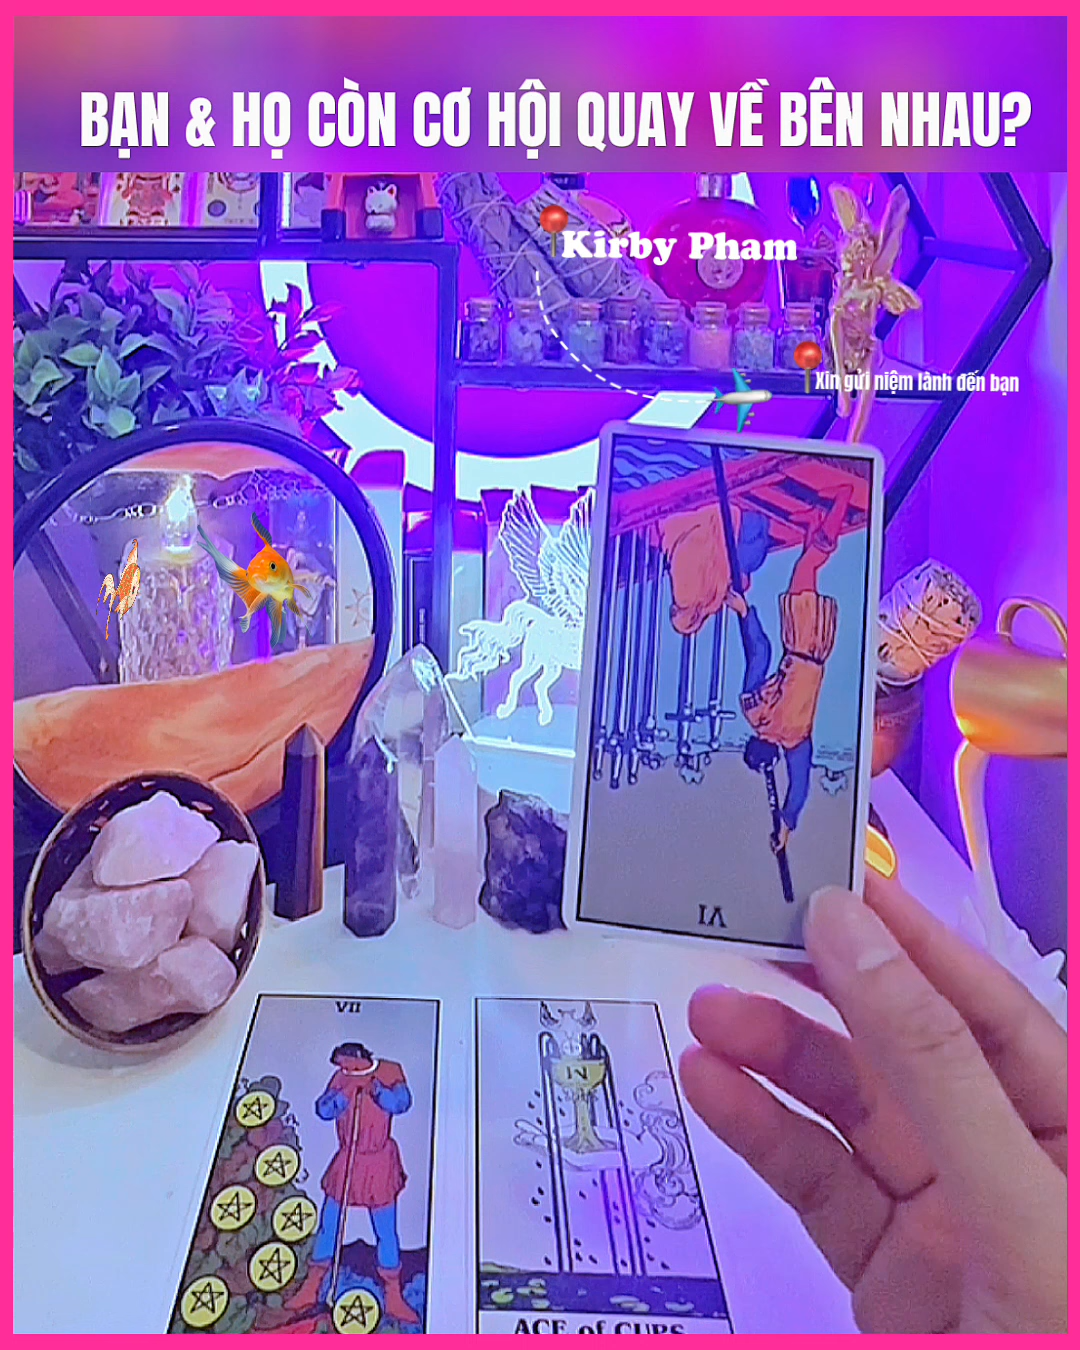 BẠN & HỌ CÒN CƠ HỘI QUAY VỀ BÊN NHAU?
Kirby Pham
Xin gửi niệm lành đến bạn
VI
VII
ACE of CUPS